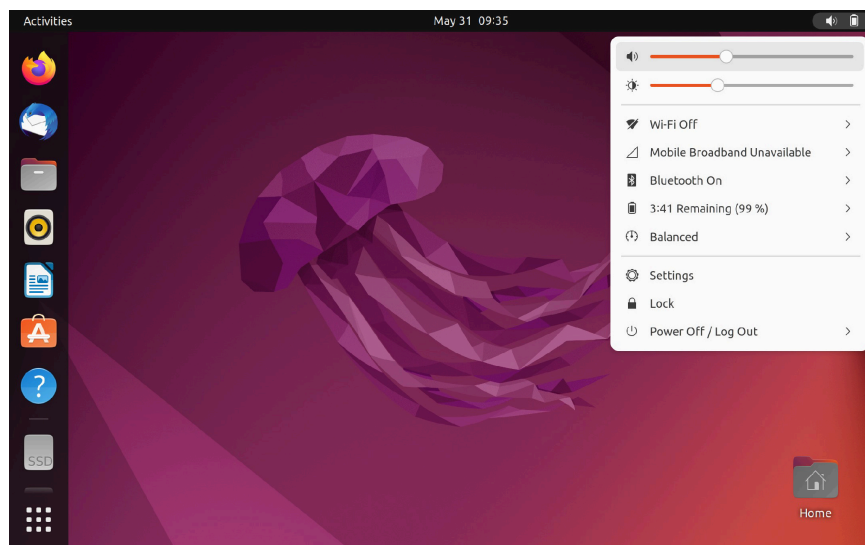 Activities
May 31 09:35
Wi-Fi Off
Mobile Broadband Unavailable
Bluetooth On
3:41 Remaining (99 %)
Balanced
Settings
Lock
Power Off / Log Out
SSD
Home